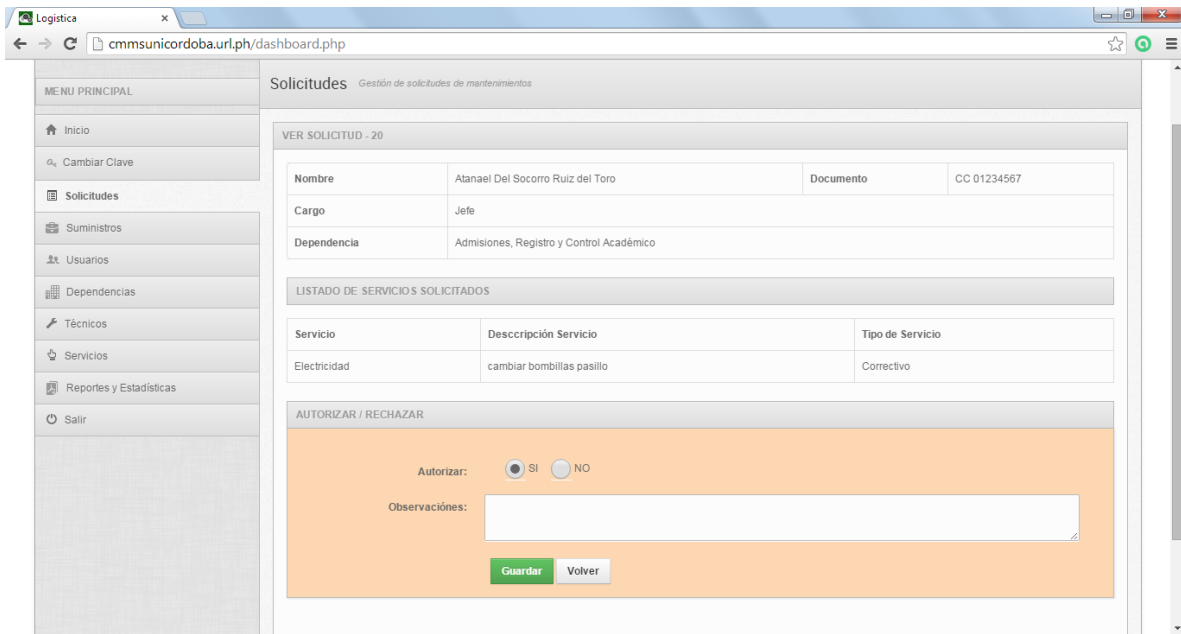 Logistica
cmmsunicordoba.url.ph/dashboard.php
MENU PRINCIPAL
Inicio
Cambiar Clave
Solicitudes
Suministros
Usuarios
Dependencias
Técnicos
Servicios
Reportes y Estadísticas
Salir
Solicitudes Gestión de solicitudes de mantenimientos
VER SOLICITUD - 20
Nombre Atanael Del Socorro Ruiz del Toro Documento CC 01234567
Cargo Jefe
Dependencia Admisiones, Registro y Control Académico
LISTADO DE SERVICIOS SOLICITADOS
Servicio Desccripción Servicio Tipo de Servicio
Electricidad cambiar bombillas pasillo Correctivo
AUTORIZAR / RECHAZAR
Autorizar: SI NO
Observaciónes:
Guardar Volver